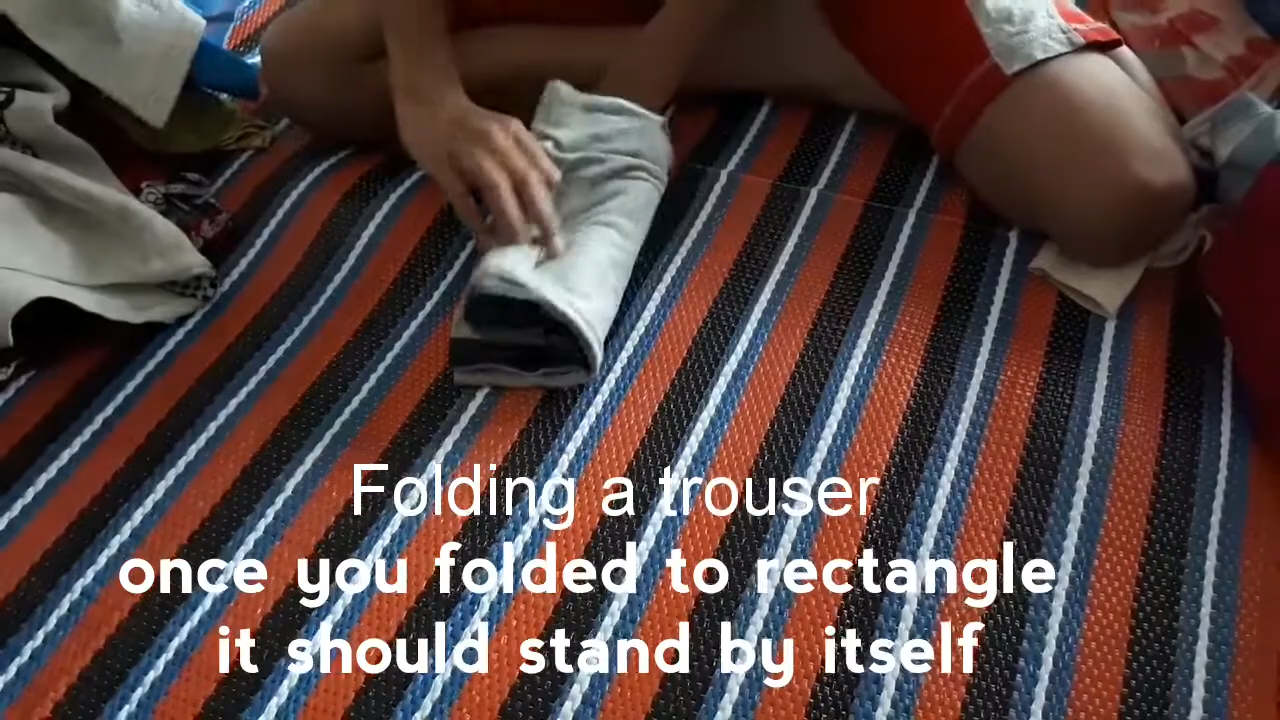 Folding a trouser
once you folded to rectangle
it should stand by itself